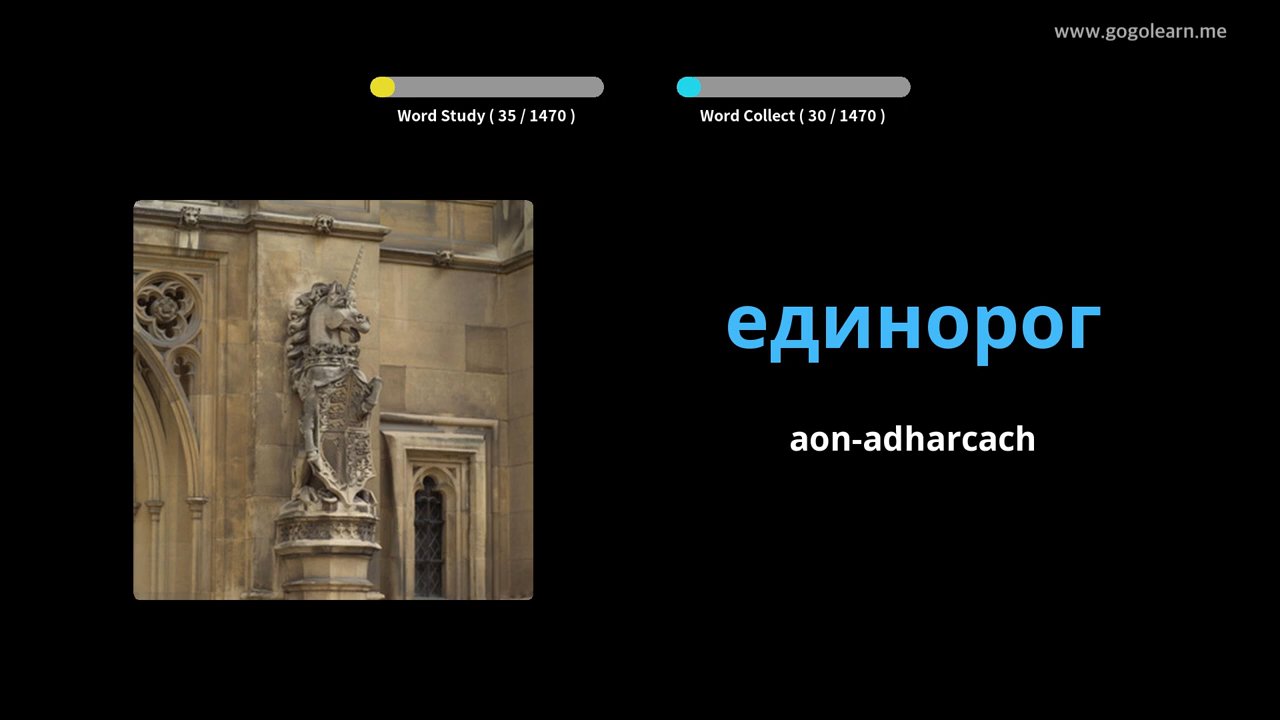 www.gogolearn.me
Word Study ( 35 / 1470 )
Word Collect ( 30 / 1470 )
единорог
aon-adharcach